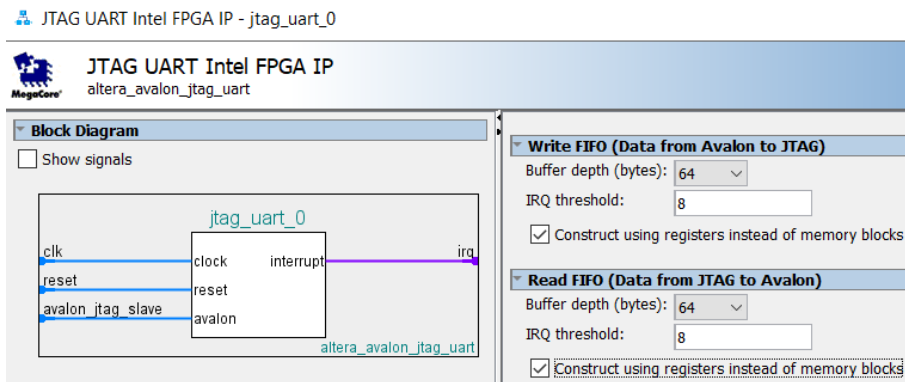 JTAG UART Intel FPGA IP - jtag_uart_0
JTAG UART Intel FPGA IP
altera_avalon_jtag_uart
MegaCore'
Block Diagram
Show signals
jtag_uart_0
clk
clock
interrupt
irq
reset
reset
avalon_jtag_slave
avalon
altera_avalon_jtag_uart
Write FIFO (Data from Avalon to JTAG)
Buffer depth (bytes): 64
IRQ threshold: 8
Construct using registers instead of memory blocks
Read FIFO (Data from JTAG to Avalon)
Buffer depth (bytes): 64
IRQ threshold: 8
Construct using registers instead of memory blocks